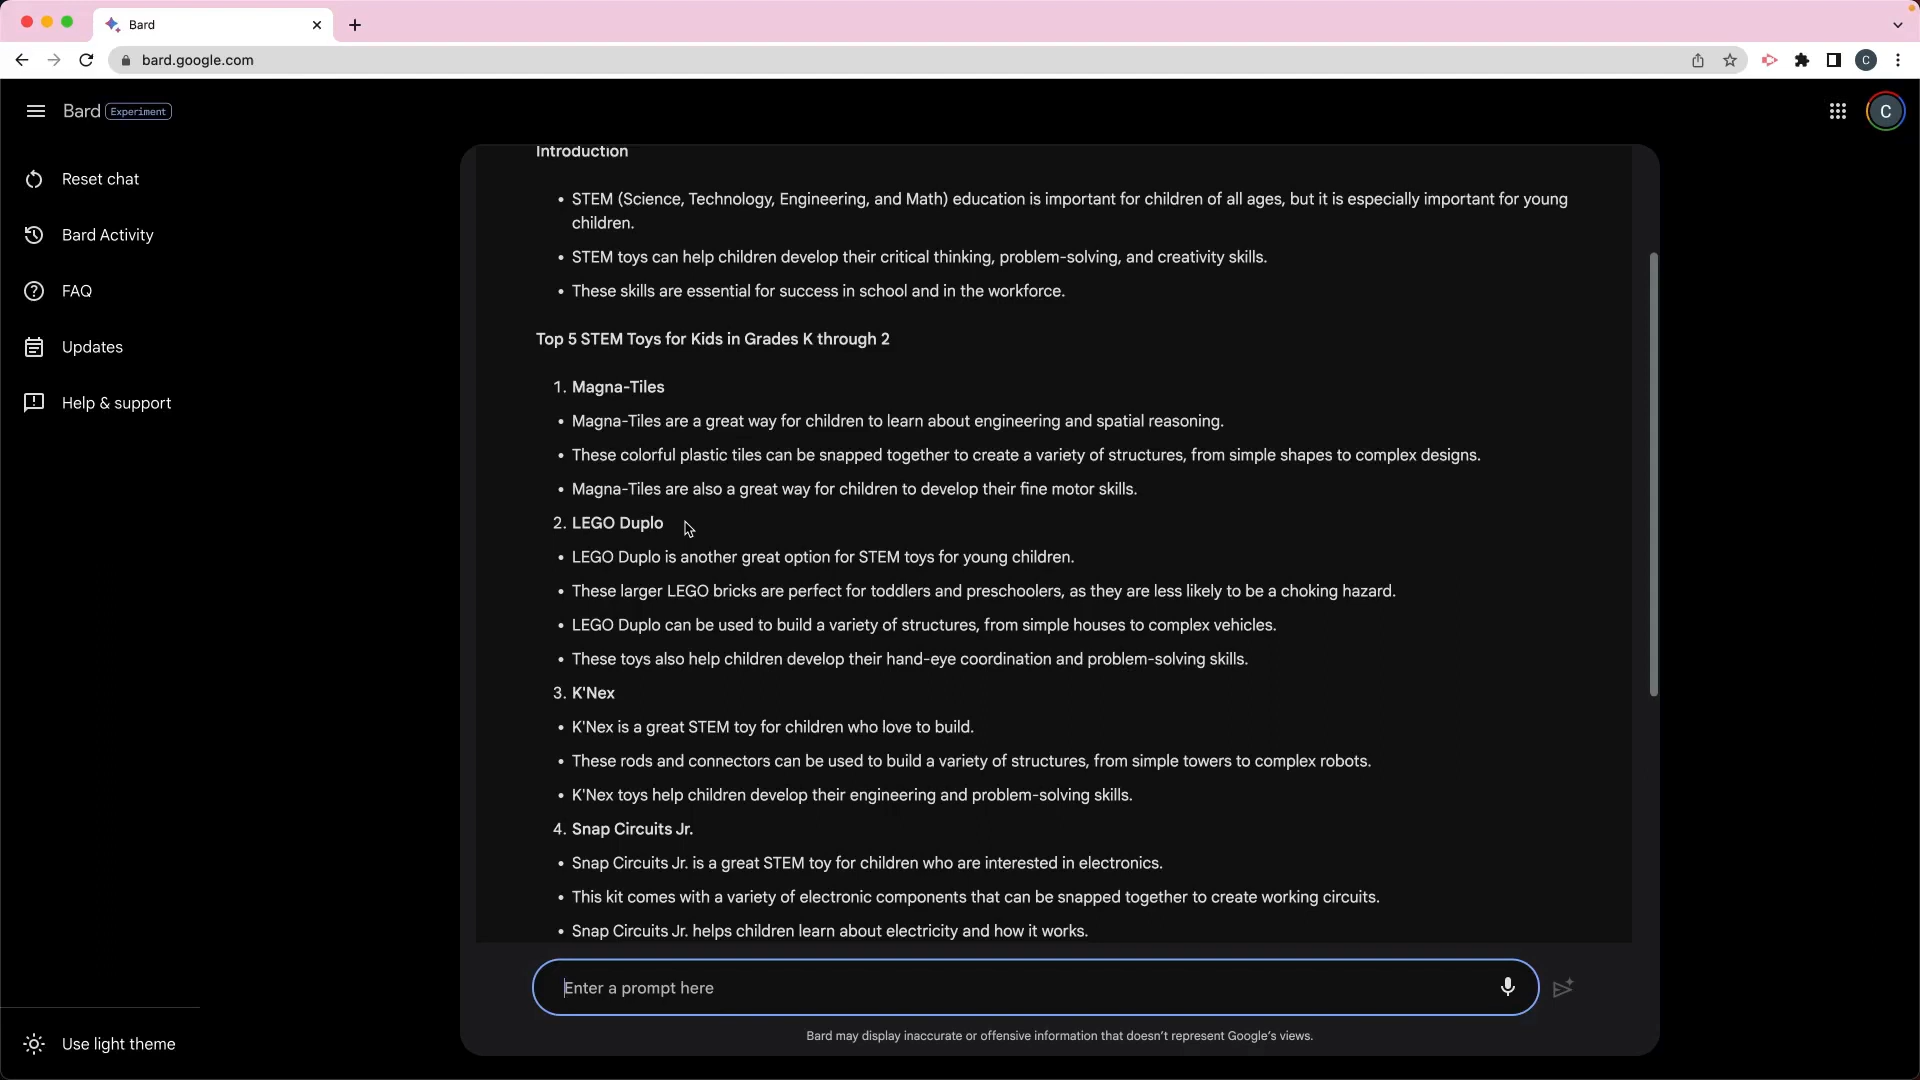 Bard
bard.google.com
C
Bard Experiment
C
Reset chat
Bard Activity
FAQ
Updates
Help & support
Introduction
• STEM (Science, Technology, Engineering, and Math) education is important for children of all ages, but it is especially important for young
children.
• STEM toys can help children develop their critical thinking, problem-solving, and creativity skills.
• These skills are essential for success in school and in the workforce.
Top 5 STEM Toys for Kids in Grades K through 2
1. Magna-Tiles
• Magna-Tiles are a great way for children to learn about engineering and spatial reasoning.
• These colorful plastic tiles can be snapped together to create a variety of structures, from simple shapes to complex designs.
• Magna-Tiles are also a great way for children to develop their fine motor skills.
2. LEGO Duplo
• LEGO Duplo is another great option for STEM toys for young children.
• These larger LEGO bricks are perfect for toddlers and preschoolers, as they are less likely to be a choking hazard.
• LEGO Duplo can be used to build a variety of structures, from simple houses to complex vehicles.
• These toys also help children develop their hand-eye coordination and problem-solving skills.
3. K'Nex
• K'Nex is a great STEM toy for children who love to build.
• These rods and connectors can be used to build a variety of structures, from simple towers to complex robots.
• K'Nex toys help children develop their engineering and problem-solving skills.
4. Snap Circuits Jr.
• Snap Circuits Jr. is a great STEM toy for children who are interested in electronics.
• This kit comes with a variety of electronic components that can be snapped together to create working circuits.
• Snap Circuits Jr. helps children learn about electricity and how it works.
Enter a prompt here
Bard may display inaccurate or offensive information that doesn't represent Google's views.
Use light theme